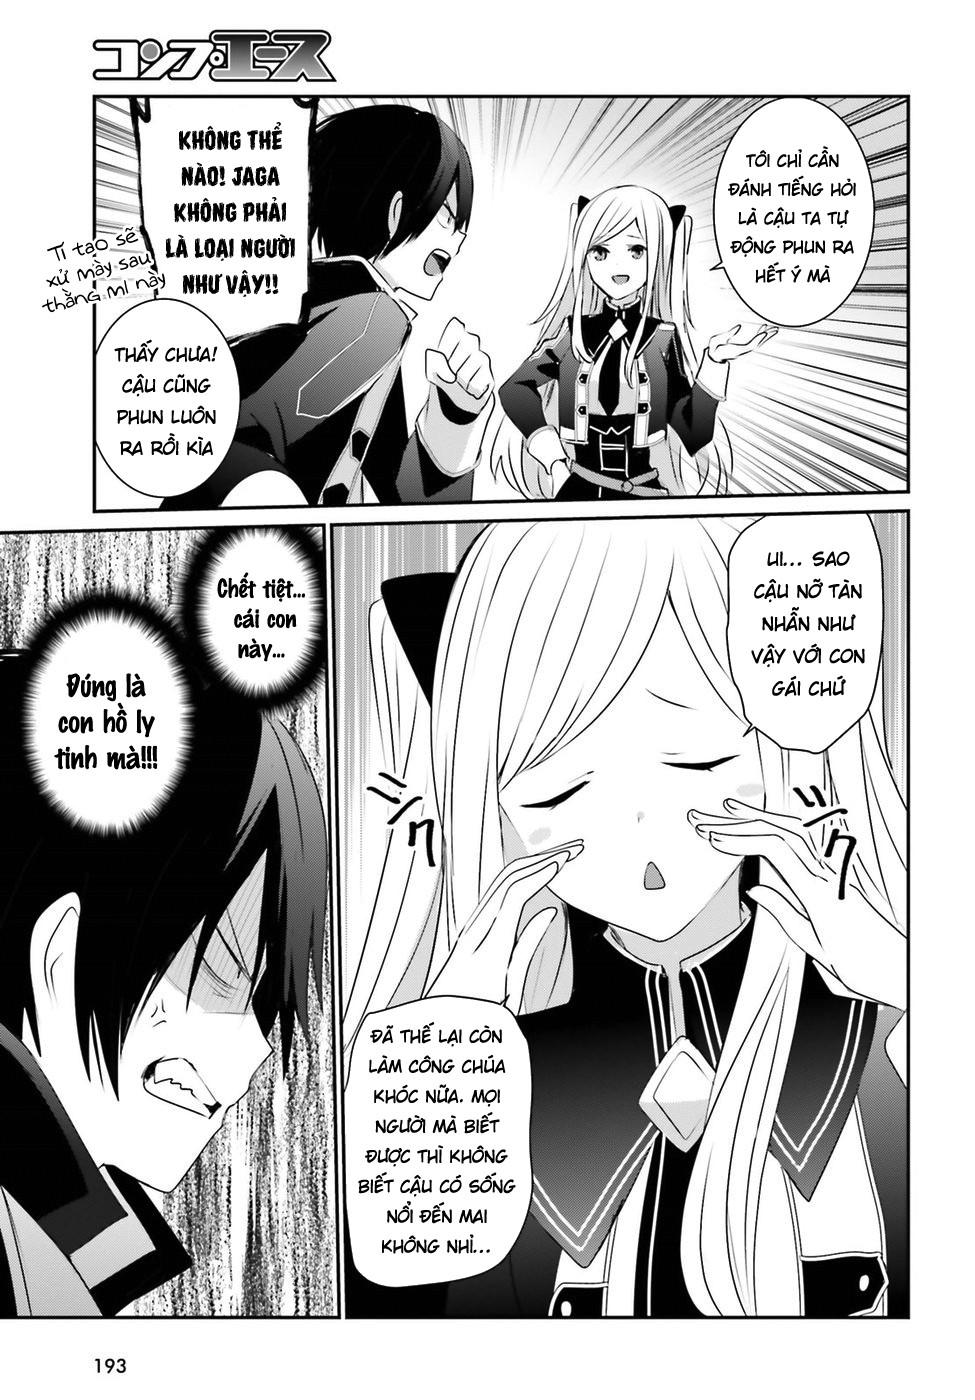 コンプエース
TÔI CHỈ CẦN
ĐÁNH TIẾNG HỎI
LÀ CẬU TA TỰ
ĐỘNG PHUN RA
HẾT Ý MÀ
KHÔNG THỂ
NÀO! JAGA
KHÔNG PHẢI
LÀ LOẠI NGƯỜI
NHƯ VẬY!!
Tí tao sẽ
xử mày sau
thằng ml này
THẤY CHƯA!
CẬU CŨNG
PHUN LUÔN
RA RỒI KÌA
UI... SAO
CẬU NỠ TÀN
NHẪN NHƯ
VẬY VỚI CON
GÁI CHỨ
シク
シク
ĐÃ THẾ LẠI CÒN
LÀM CÔNG CHÚA
KHÓC NỮA. MỌI
NGƯỜI MÀ BIẾT
ĐƯỢC THÌ KHÔNG
BIẾT CẬU CÓ SỐNG
NỔI ĐẾN MAI
KHÔNG NHỈ...
Chết tiệt...
cái con
này...
Đúng là
con hồ ly
tinh mà!!!
193